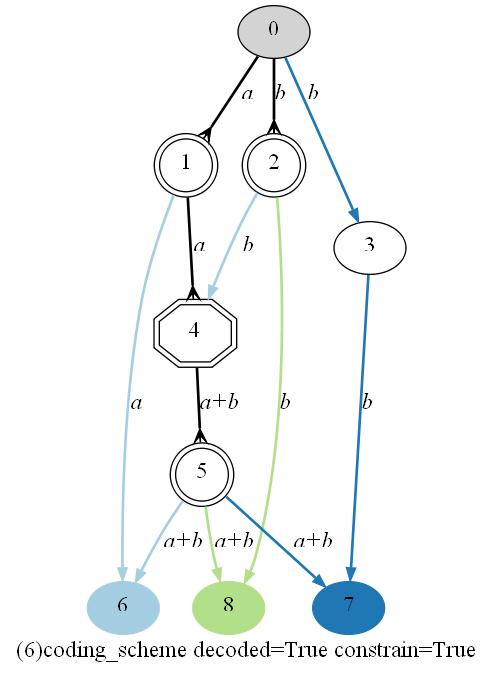 0
a b b
1 2
3
a b
4
a a+b b b
5
a+b a+b a+b
6 8 7
(6)coding_scheme decoded=True constrain=True